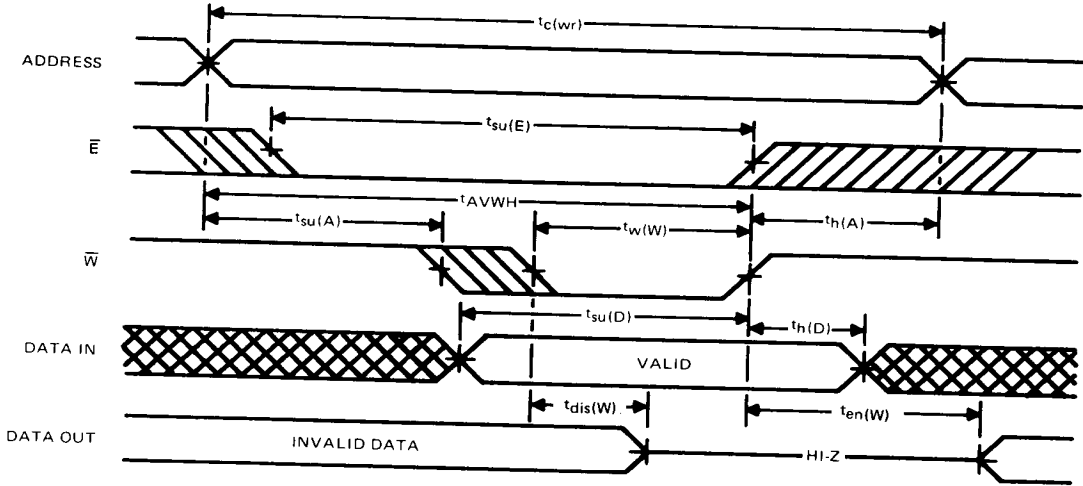 tc(wr)
ADDRESS
tsu(E)
E̅
tAVWH
tsu(A)
tw(W)
th(A)
W̅
tsu(D)
th(D)
DATA IN
VALID
tdis(W)
ten(W)
DATA OUT
INVALID DATA
HI-Z